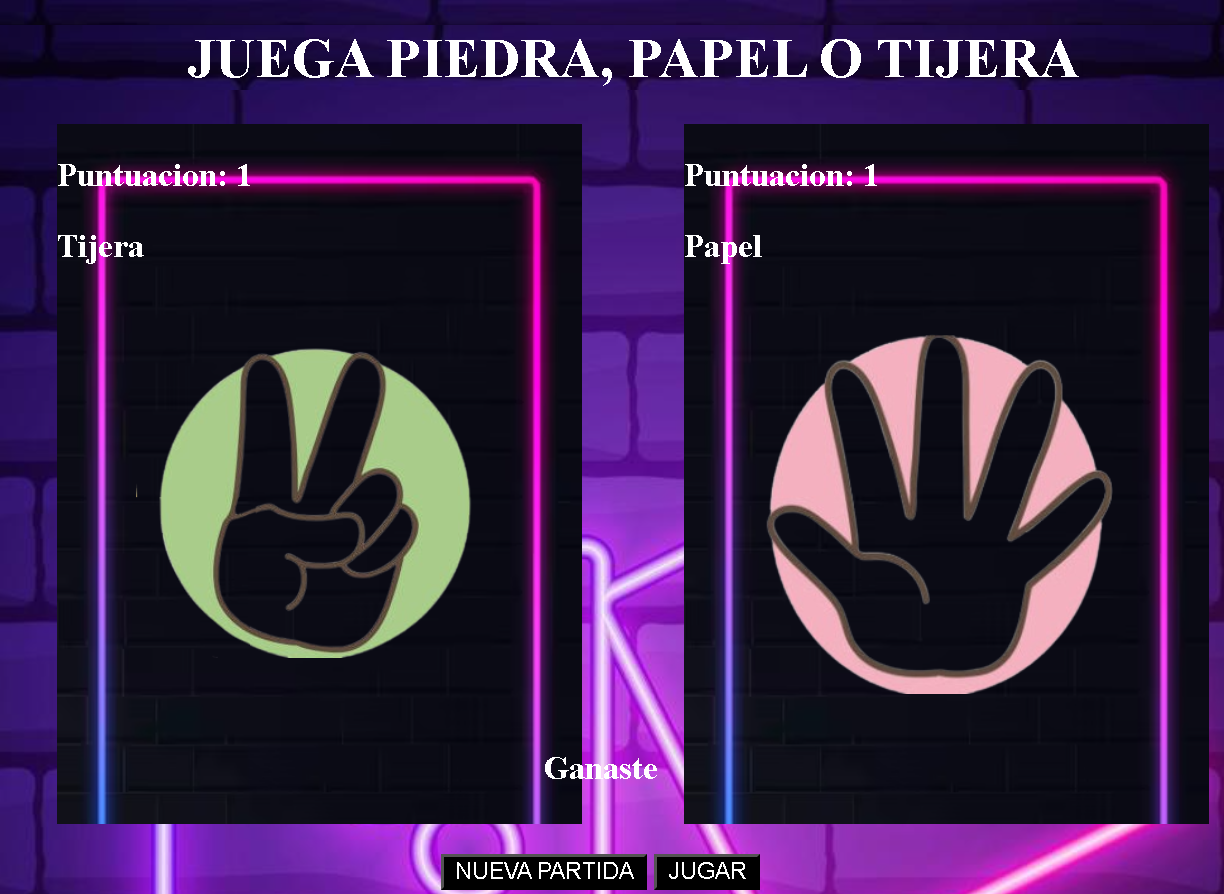 JUEGA PIEDRA, PAPEL O TIJERA
Puntuacion: 1
Tijera
Puntuacion: 1
Papel
Ganaste
NUEVA PARTIDA
JUGAR